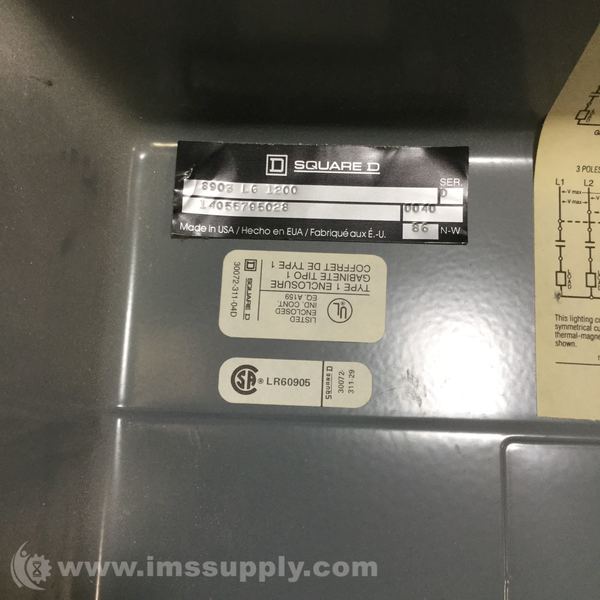 SQUARE D
8903 LG 1200
SER.
D
14055795028
0040
86
N-W
Made in USA / Hecho en EUA / Fabriqué aux É.-U.
UL
LISTED
ENCLOSED
IND. CONT.
EQ. A159
TYPE 1 ENCLOSURE
GABINETE TIPO 1
COFFRET DE TYPE 1
SQUARE D
30072-311-04D
® LR60905
SQUARE D
30072-
311-29
3 POLES
L1 L2
V max
V max
This lighting
symmetrical
thermal-magne
shown.
www.imssupply.com